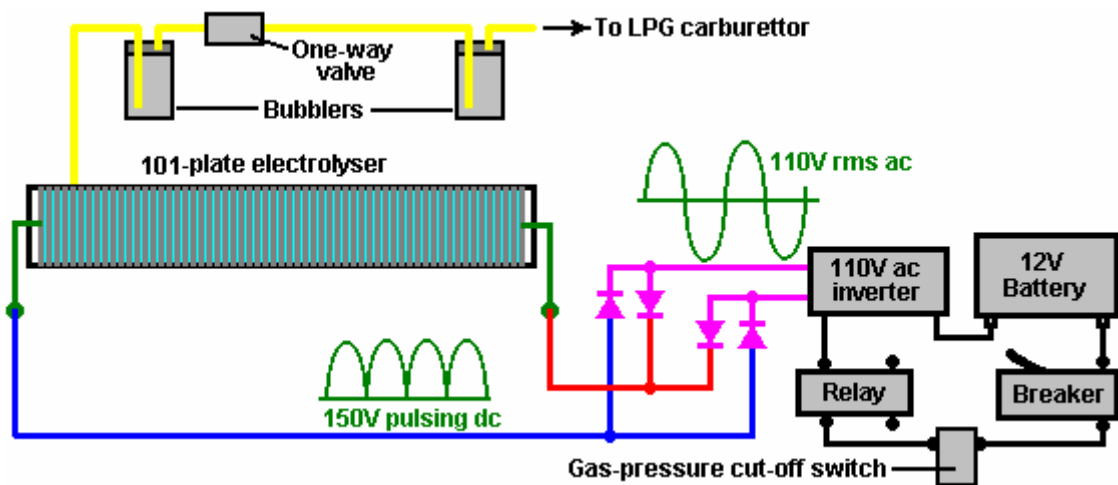 To LPG carburettor
One-way
valve
Bubblers
101-plate electrolyser
110V rms ac
110V ac
inverter
12V
Battery
150V pulsing dc
Relay
Breaker
Gas-pressure cut-off switch